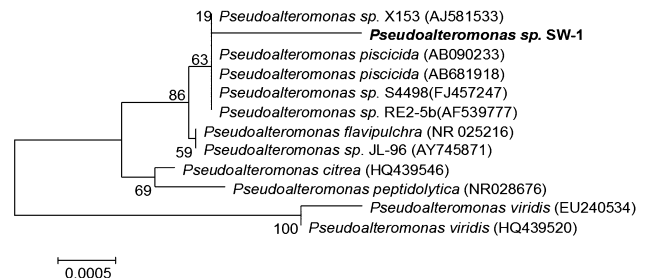 19 Pseudoalteromonas sp. X153 (AJ581533)
Pseudoalteromonas sp. SW-1
Pseudoalteromonas piscicida (AB090233)
63
Pseudoalteromonas piscicida (AB681918)
86 Pseudoalteromonas sp. S4498(FJ457247)
Pseudoalteromonas sp. RE2-5b(AF539777)
Pseudoalteromonas flavipulchra (NR 025216)
59 Pseudoalteromonas sp. JL-96 (AY745871)
Pseudoalteromonas citrea (HQ439546)
69 Pseudoalteromonas peptidolytica (NR028676)
Pseudoalteromonas viridis (EU240534)
100 Pseudoalteromonas viridis (HQ439520)
0.0005